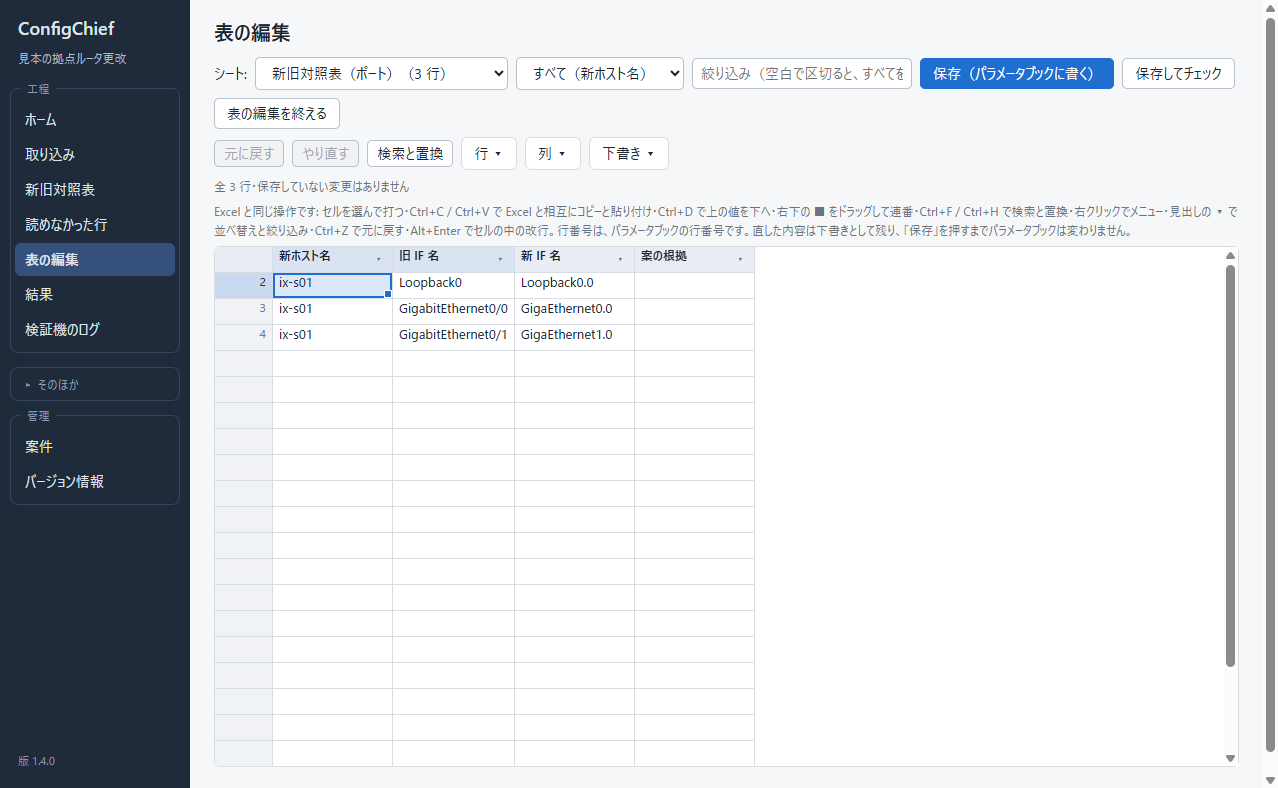 ConfigChief
見本の拠点ルータ更改
工程
ホーム
取り込み
新旧対照表
読めなかった行
表の編集
結果
検証機のログ
▸ そのほか
管理
案件
バージョン情報
版 1.4.0
表の編集
シート: 新旧対照表（ポート）（3 行） すべて（新ホスト名） 絞り込み（空白で区切ると、すべてを 保存（パラメータブックに書く） 保存してチェック
表の編集を終える
元に戻す やり直す 検索と置換 行 ▾ 列 ▾ 下書き ▾
全 3 行・保存していない変更はありません
Excel と同じ操作です: セルを選んで打つ・Ctrl+C / Ctrl+V で Excel と相互にコピーと貼り付け・Ctrl+D で上の値を下へ・右下の ■ をドラッグして連番・Ctrl+F / Ctrl+H で検索と置換・右クリックでメニュー・見出しの ▾ で
並べ替えと絞り込み・Ctrl+Z で元に戻す・Alt+Enter でセルの中の改行。行番号は、パラメータブックの行番号です。直した内容は下書きとして残り、「保存」を押すまでパラメータブックは変わりません。
新ホスト名 ▾ 旧 IF 名 ▾ 新 IF 名 ▾ 案の根拠 ▾
2 ix-s01 Loopback0 Loopback0.0
3 ix-s01 GigabitEthernet0/0 GigaEthernet0.0
4 ix-s01 GigabitEthernet0/1 GigaEthernet1.0